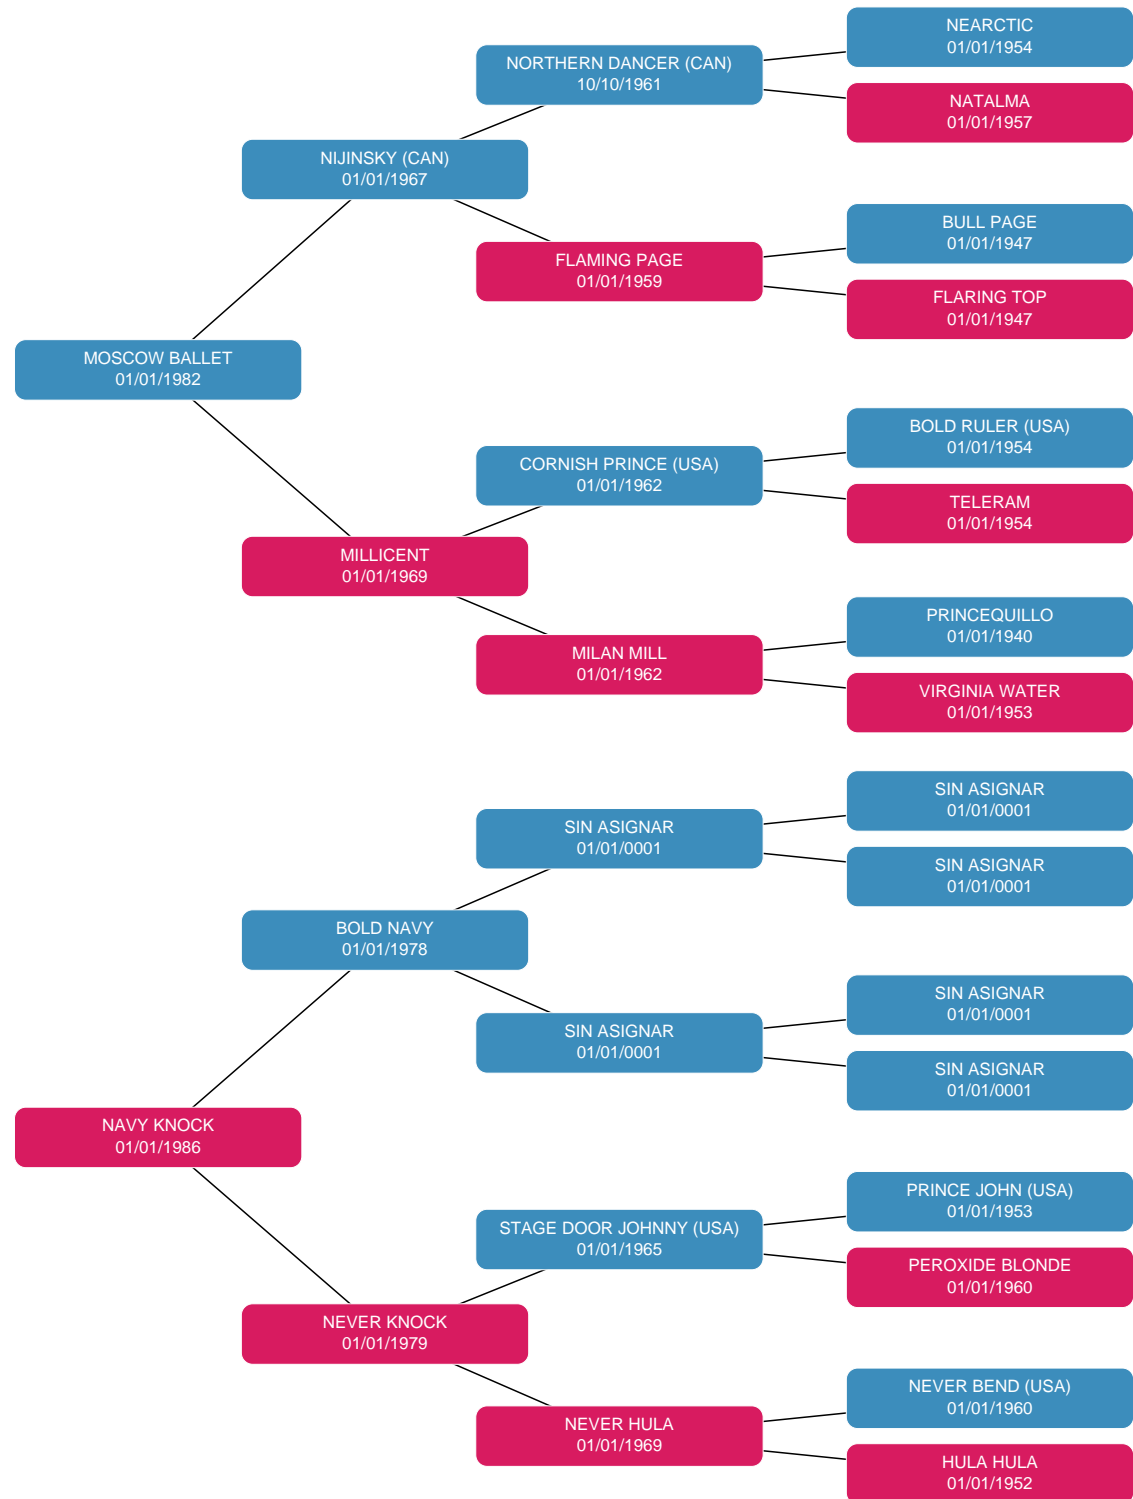 NEARCTIC
01/01/1954
NORTHERN DANCER (CAN)
10/10/1961
NATALMA
01/01/1957
NIJINSKY (CAN)
01/01/1967
BULL PAGE
01/01/1947
FLAMING PAGE
01/01/1959
FLARING TOP
01/01/1947
MOSCOW BALLET
01/01/1982
BOLD RULER (USA)
01/01/1954
CORNISH PRINCE (USA)
01/01/1962
TELERAM
01/01/1954
MILLICENT
01/01/1969
PRINCEQUILLO
01/01/1940
MILAN MILL
01/01/1962
VIRGINIA WATER
01/01/1953
SIN ASIGNAR
01/01/0001
SIN ASIGNAR
01/01/0001
SIN ASIGNAR
01/01/0001
BOLD NAVY
01/01/1978
SIN ASIGNAR
01/01/0001
SIN ASIGNAR
01/01/0001
SIN ASIGNAR
01/01/0001
NAVY KNOCK
01/01/1986
PRINCE JOHN (USA)
01/01/1953
STAGE DOOR JOHNNY (USA)
01/01/1965
PEROXIDE BLONDE
01/01/1960
NEVER KNOCK
01/01/1979
NEVER BEND (USA)
01/01/1960
NEVER HULA
01/01/1969
HULA HULA
01/01/1952